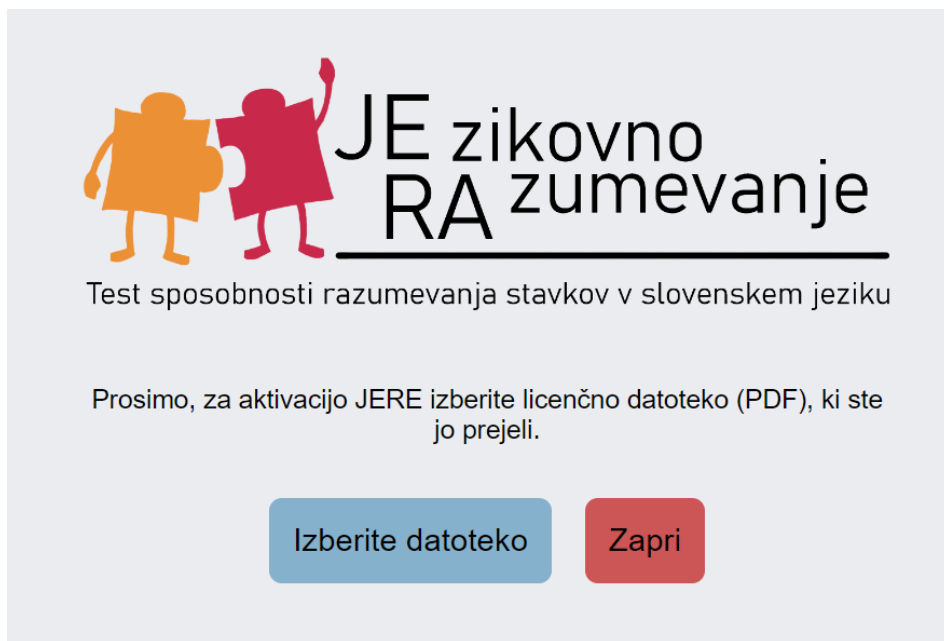 JE zikovno
RA zumevanje
Test sposobnosti razumevanja stavkov v slovenskem jeziku
Prosimo, za aktivacijo JERE izberite licenčno datoteko (PDF), ki ste
jo prejeli.
Izberite datoteko
Zapri